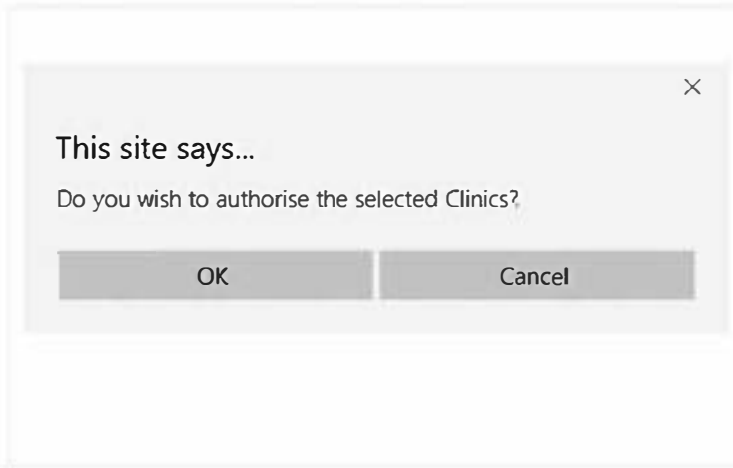 This site says...
Do you wish to authorise the selected Clinics?
OK
Cancel